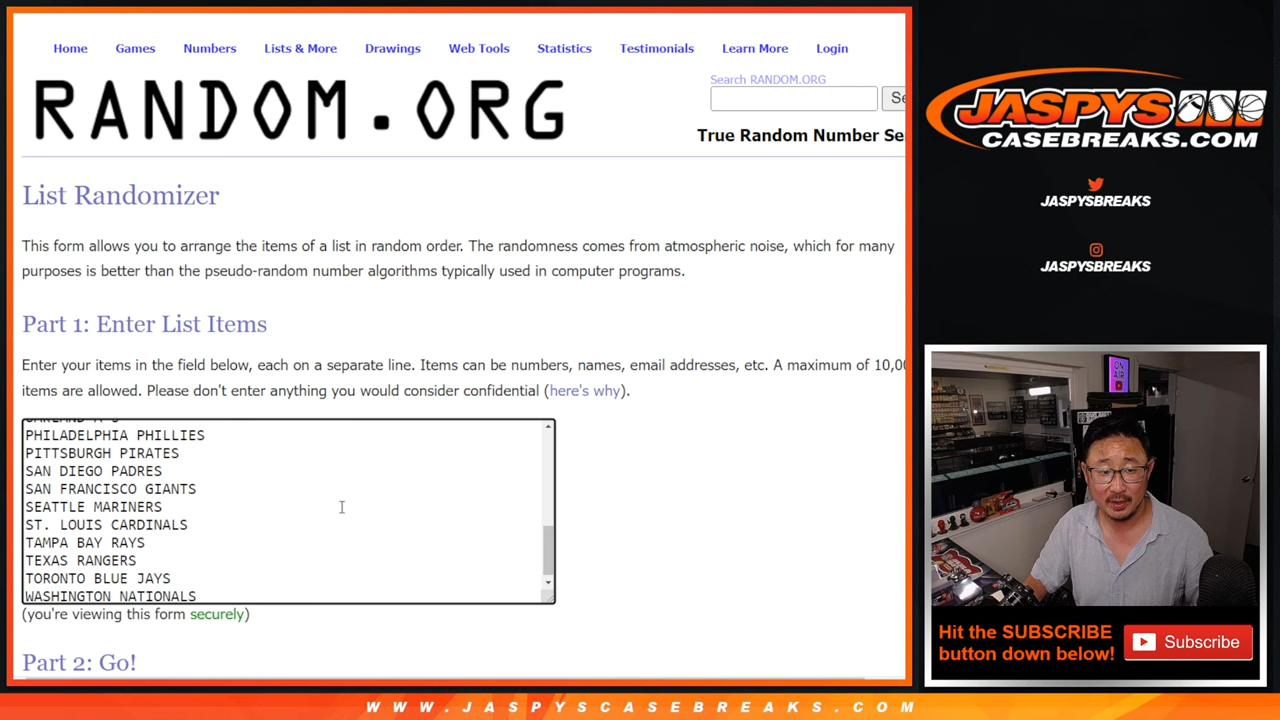 Home Games Numbers Lists & More Drawings Web Tools Statistics Testimonials Learn More Login
RANDOM.ORG
Search RANDOM.ORG
Se
True Random Number Se
List Randomizer
This form allows you to arrange the items of a list in random order. The randomness comes from atmospheric noise, which for many
purposes is better than the pseudo-random number algorithms typically used in computer programs.
Part 1: Enter List Items
Enter your items in the field below, each on a separate line. Items can be numbers, names, email addresses, etc. A maximum of 10,00
items are allowed. Please don't enter anything you would consider confidential (here's why).
PHILADELPHIA PHILLIES
PITTSBURGH PIRATES
SAN DIEGO PADRES
SAN FRANCISCO GIANTS
SEATTLE MARINERS
ST. LOUIS CARDINALS
TAMPA BAY RAYS
TEXAS RANGERS
TORONTO BLUE JAYS
WASHINGTON NATIONALS
(you're viewing this form securely)
Part 2: Go!
JASPYS
CASEBREAKS.COM
JASPYSBREAKS
JASPYSBREAKS
ON
AIR
Hit the SUBSCRIBE
button down below!
Subscribe
WWW.JASPYSCASEBREAKS.COM